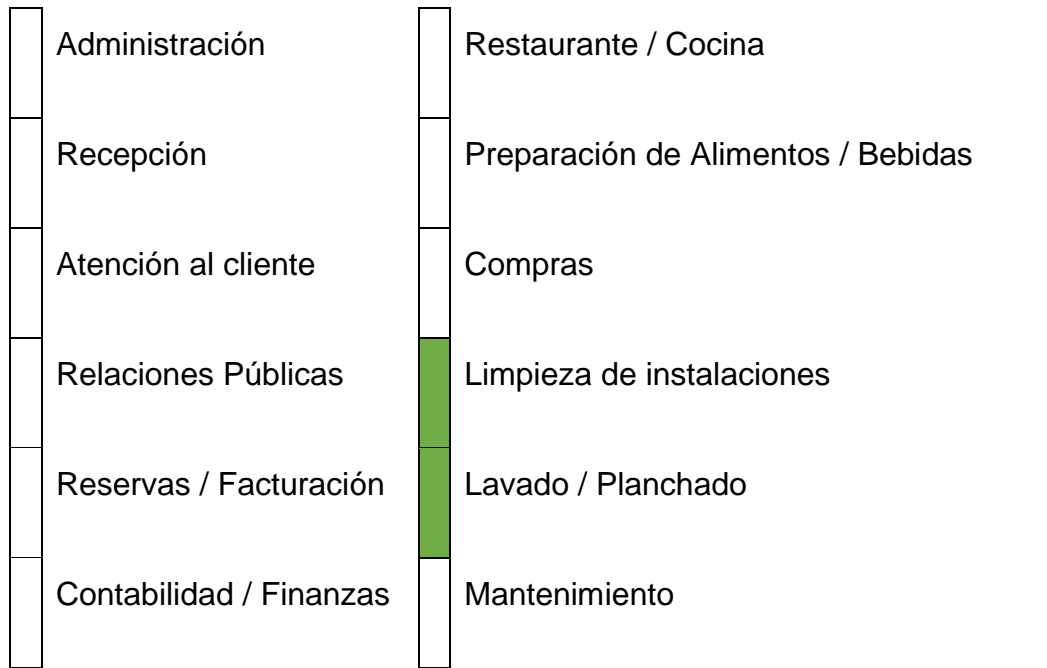 Administración
Restaurante / Cocina
Recepción
Preparación de Alimentos / Bebidas
Atención al cliente
Compras
Relaciones Públicas
Limpieza de instalaciones
Reservas / Facturación
Lavado / Planchado
Contabilidad / Finanzas
Mantenimiento